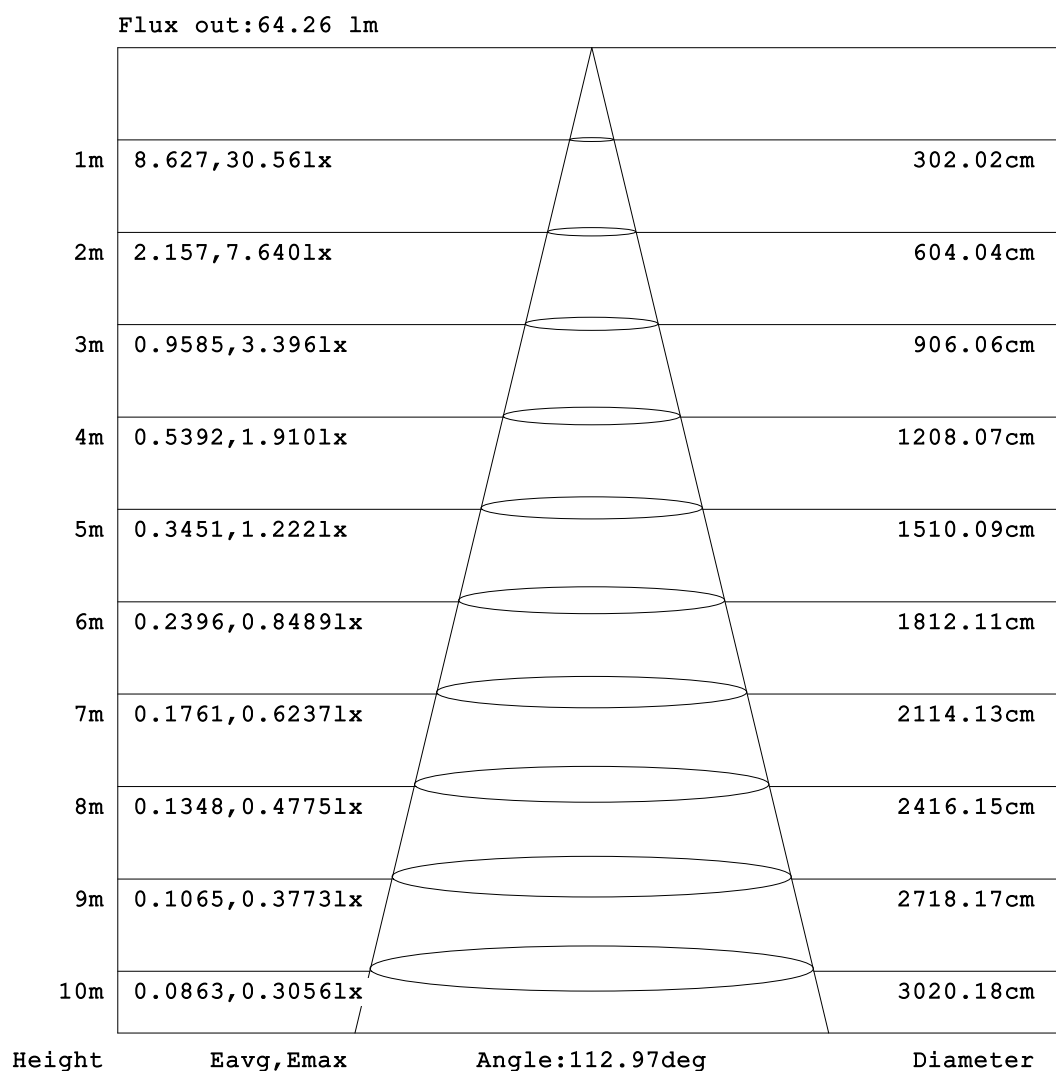 Flux out:64.26 lm
1m 8.627,30.56lx 302.02cm
2m 2.157,7.640lx 604.04cm
3m 0.9585,3.396lx 906.06cm
4m 0.5392,1.910lx 1208.07cm
5m 0.3451,1.222lx 1510.09cm
6m 0.2396,0.8489lx 1812.11cm
7m 0.1761,0.6237lx 2114.13cm
8m 0.1348,0.4775lx 2416.15cm
9m 0.1065,0.3773lx 2718.17cm
10m 0.0863,0.3056lx 3020.18cm
Height Eavg,Emax Angle:112.97deg Diameter